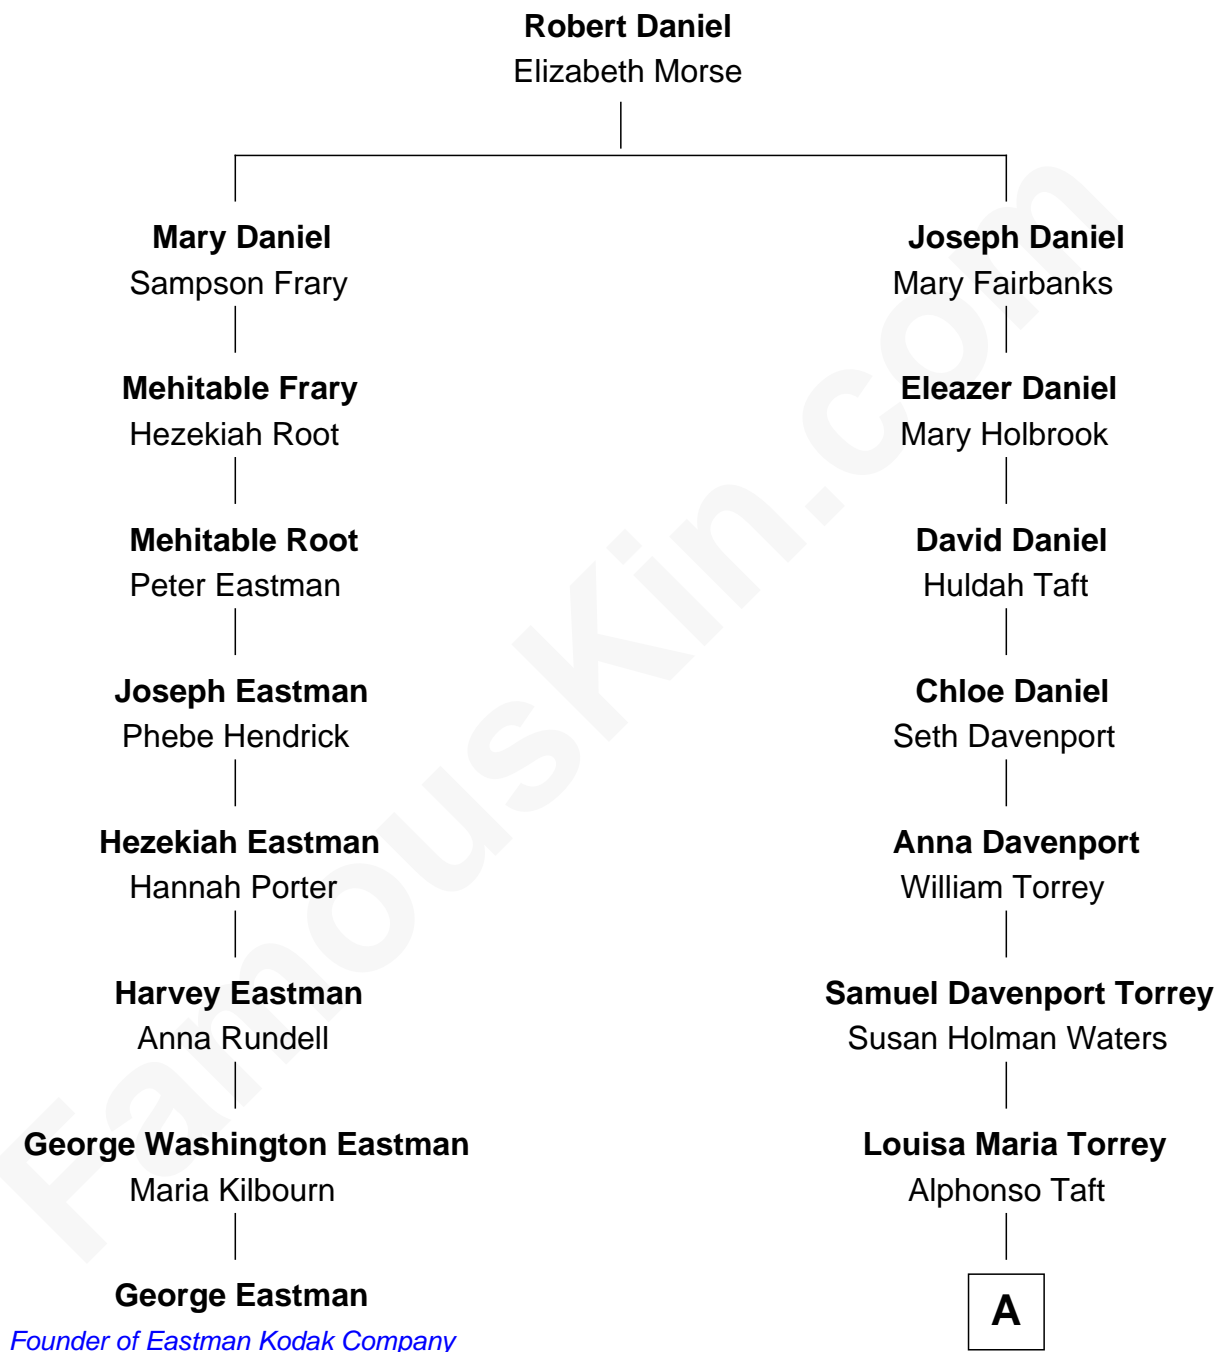 Robert Daniel
Elizabeth Morse
Mary Daniel
Sampson Frary
Mehitable Frary
Hezekiah Root
Mehitable Root
Peter Eastman
Joseph Eastman
Phebe Hendrick
Hezekiah Eastman
Hannah Porter
Harvey Eastman
Anna Rundell
George Washington Eastman
Maria Kilbourn
George Eastman
Founder of Eastman Kodak Company
Joseph Daniel
Mary Fairbanks
Eleazer Daniel
Mary Holbrook
David Daniel
Huldah Taft
Chloe Daniel
Seth Davenport
Anna Davenport
William Torrey
Samuel Davenport Torrey
Susan Holman Waters
Louisa Maria Torrey
Alphonso Taft
A
FamousKin.com